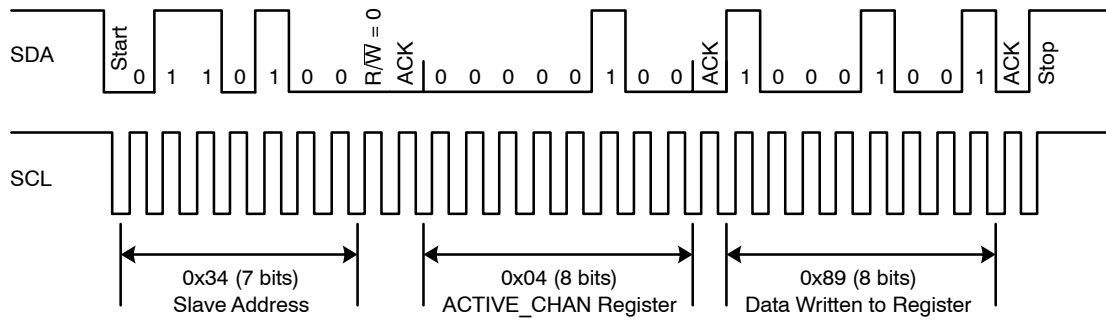 SDA
Start 0 1 1 0 1 0 0 R/W̅ = 0 ACK 0 0 0 0 0 1 0 0 ACK 1 0 0 0 1 0 0 1 ACK Stop
SCL
0x34 (7 bits) 0x04 (8 bits) 0x89 (8 bits)
Slave Address ACTIVE_CHAN Register Data Written to Register